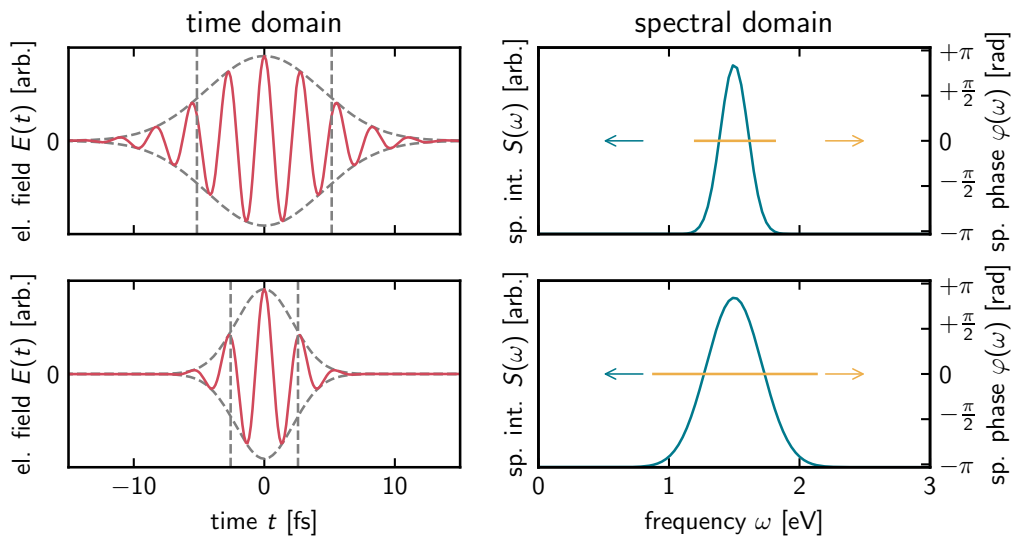 time domain
spectral domain
el. field E(t) [arb.]
0
sp. int. S(ω) [arb.]
+π
+π/2
0
−π/2
−π
sp. phase φ(ω) [rad]
el. field E(t) [arb.]
0
−10
0
10
time t [fs]
sp. int. S(ω) [arb.]
0
1
2
3
frequency ω [eV]
+π
+π/2
0
−π/2
−π
sp. phase φ(ω) [rad]